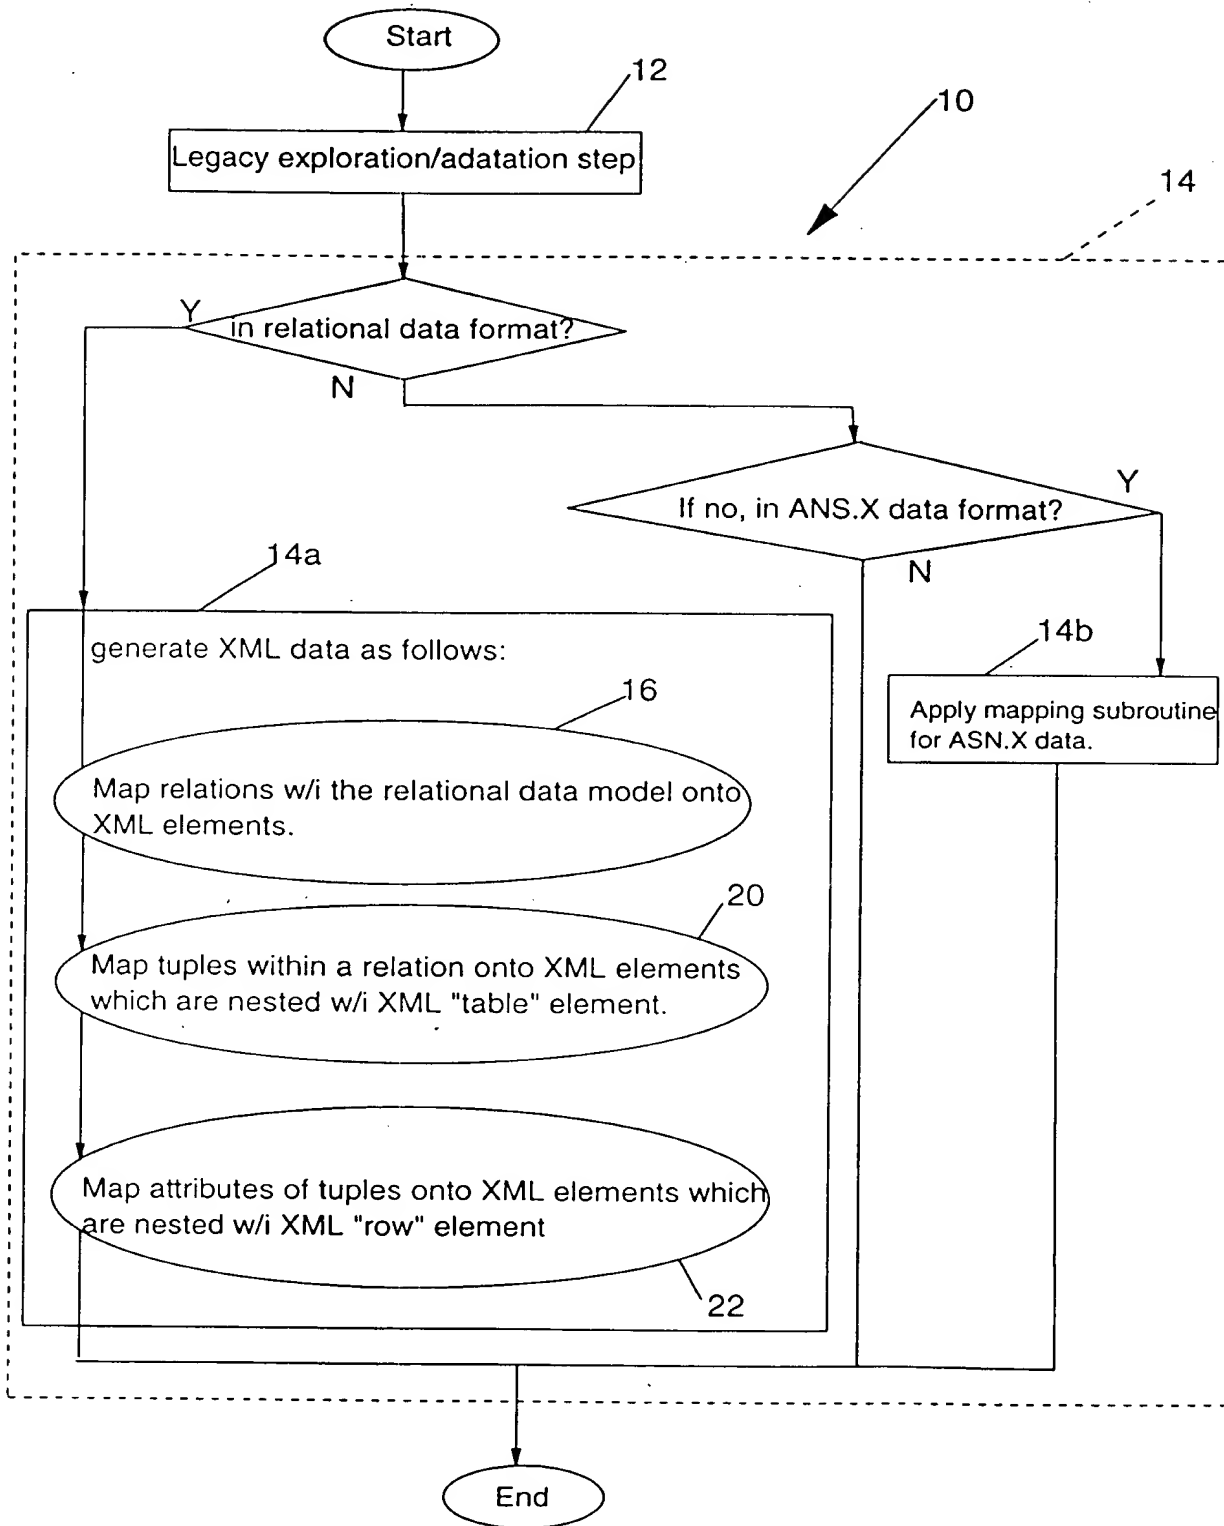 Start
12
10
Legacy exploration/adatation step
14
Y
in relational data format?
N
Y
If no, in ANS.X data format?
N
14a
generate XML data as follows:
14b
16
Apply mapping subroutine
for ASN.X data.
Map relations w/i the relational data model onto
XML elements.
20
Map tuples within a relation onto XML elements
which are nested w/i XML "table" element.
Map attributes of tuples onto XML elements which
are nested w/i XML "row" element
22
End